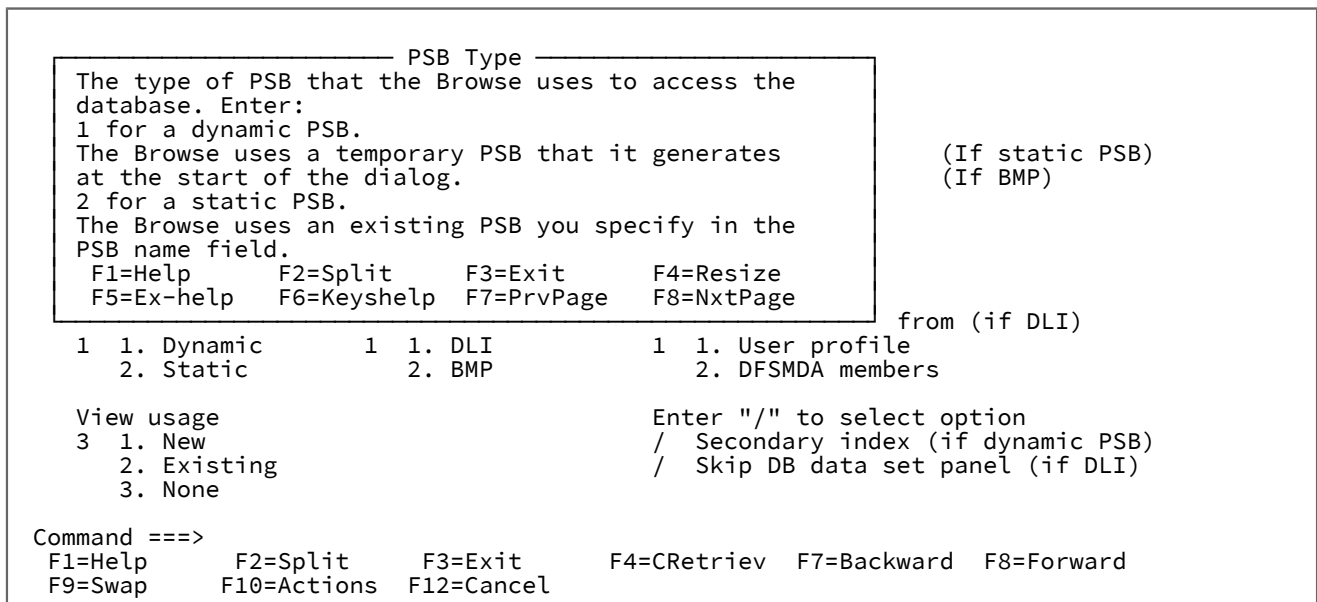 PSB Type
The type of PSB that the Browse uses to access the
database. Enter:
1 for a dynamic PSB.
The Browse uses a temporary PSB that it generates (If static PSB)
at the start of the dialog. (If BMP)
2 for a static PSB.
The Browse uses an existing PSB you specify in the
PSB name field.
F1=Help F2=Split F3=Exit F4=Resize
F5=Ex-help F6=Keyshelp F7=PrvPage F8=NxtPage
from (if DLI)
1 1. Dynamic 1 1. DLI 1 1. User profile
2. Static 2. BMP 2. DFSMDA members
View usage Enter "/" to select option
3 1. New / Secondary index (if dynamic PSB)
2. Existing / Skip DB data set panel (if DLI)
3. None
Command ===>
F1=Help F2=Split F3=Exit F4=CRetriev F7=Backward F8=Forward
F9=Swap F10=Actions F12=Cancel